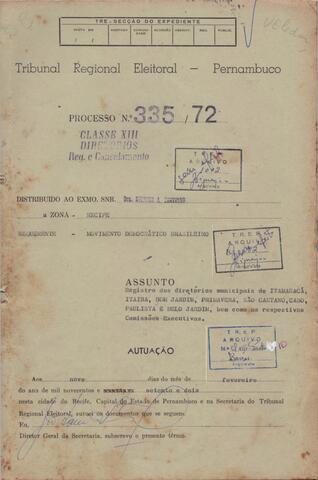 TRE - SECÇÃO DO EXPEDIENTE
Tribunal Regional Eleitoral — Pernambuco
PROCESSO N.º 335 / 72
CLASSE XIII
DIRETÓRIOS
Reg. e Cancelamento
T R E P
ARQUIVO
DISTRIBUIDO AO EXMO. SNR.
a ZONA - RECIFE
REQUERENTE - MOVIMENTO DEMOCRÁTICO BRASILEIRO
T R E P
ARQUIVO
ASSUNTO
Registro dos diretórios municipais de ITAMARACÁ,
ITAIBA, BOM JARDIM, PRIMAVERA, SÃO CAETANO, CABO,
PAULISTA E BELO JARDIM, bem como as respectivas
Comissões-Executivas.
T R E P
ARQUIVO
AUTUAÇÃO
Aos nove dias do mês de fevereiro
do ano de mil novecentos e setenta e dois
nesta cidade do Recife, Capital do Estado de Pernambuco e na Secretaria do Tribunal
Regional Eleitoral, autuei os documentos que se seguem.
Eu,
Diretor Geral da Secretaria, subscrevo o presente têrmo.